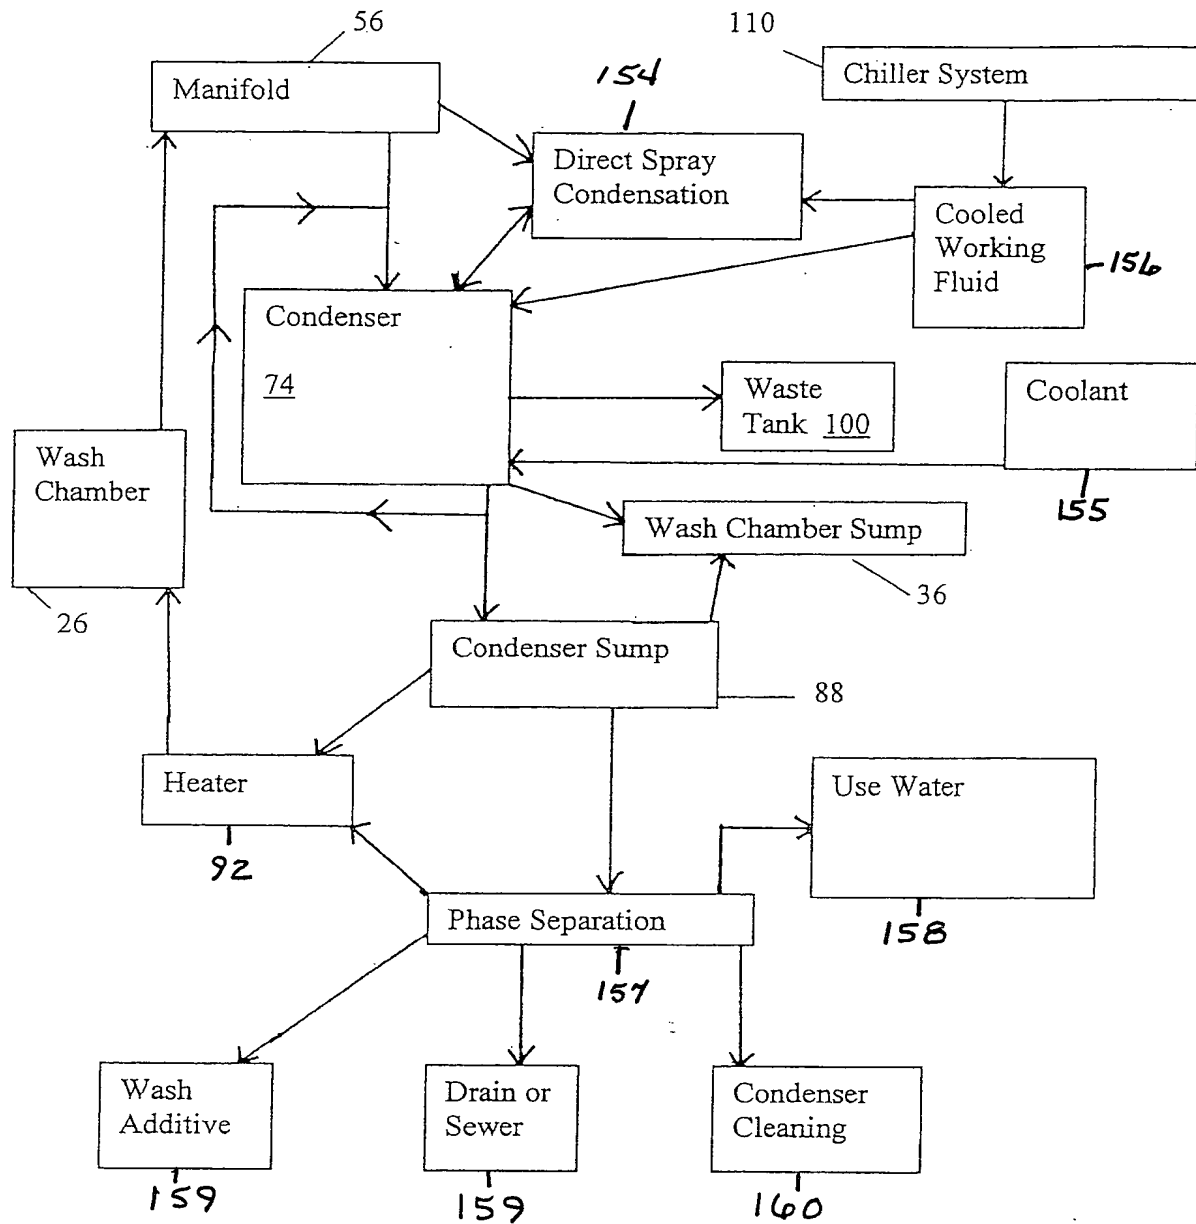 56
110
Manifold
154
Chiller System
Direct Spray
Condensation
Cooled
Working
Fluid
156
Condenser
74
Waste
Tank 100
Coolant
155
Wash
Chamber
26
Wash Chamber Sump
36
Condenser Sump
88
Heater
92
Use Water
158
Phase Separation
157
Wash
Additive
159
Drain or
Sewer
159
Condenser
Cleaning
160